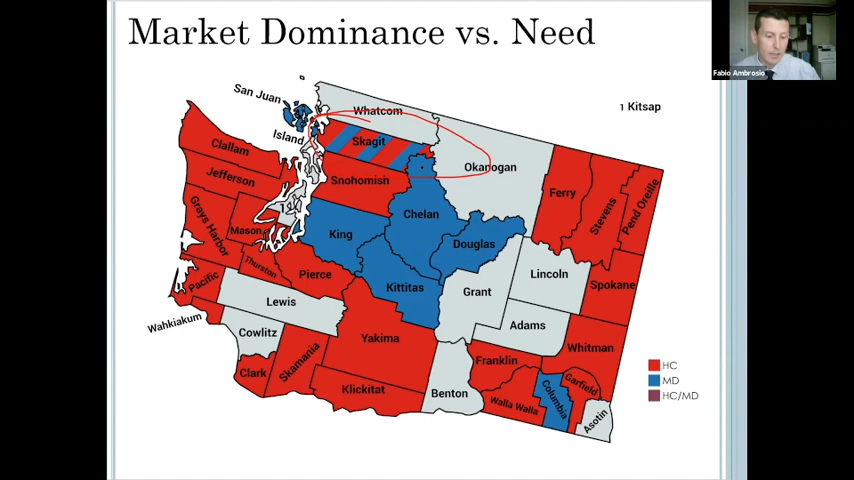 Market Dominance vs. Need
Fabio Ambrosio
San Juan
Whatcom
1 Kitsap
Island
Skagit
Okanogan
Clallam
Jefferson
Snohomish
Ferry
Stevens
Pend Oreille
Chelan
Grays Harbor
Mason
1
King
Douglas
Thurston
Pierce
Kittitas
Lincoln
Spokane
Pacific
Lewis
Grant
Adams
Wahkiakum
Cowlitz
Yakima
Whitman
Franklin
Clark
Skamania
Klickitat
Benton
Walla Walla
Columbia
Garfield
Asotin
HC
MD
HC/MD